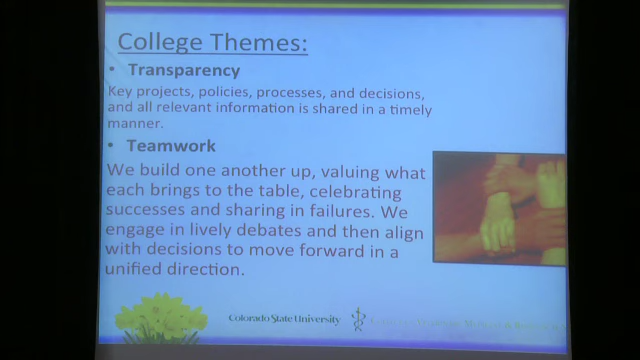 College Themes:
• Transparency
Key projects, policies, processes, and decisions,
and all relevant information is shared in a timely
manner.
• Teamwork
We build one another up, valuing what
each brings to the table, celebrating
successes and sharing in failures. We
engage in lively debates and then align
with decisions to move forward in a
unified direction.
Colorado State University